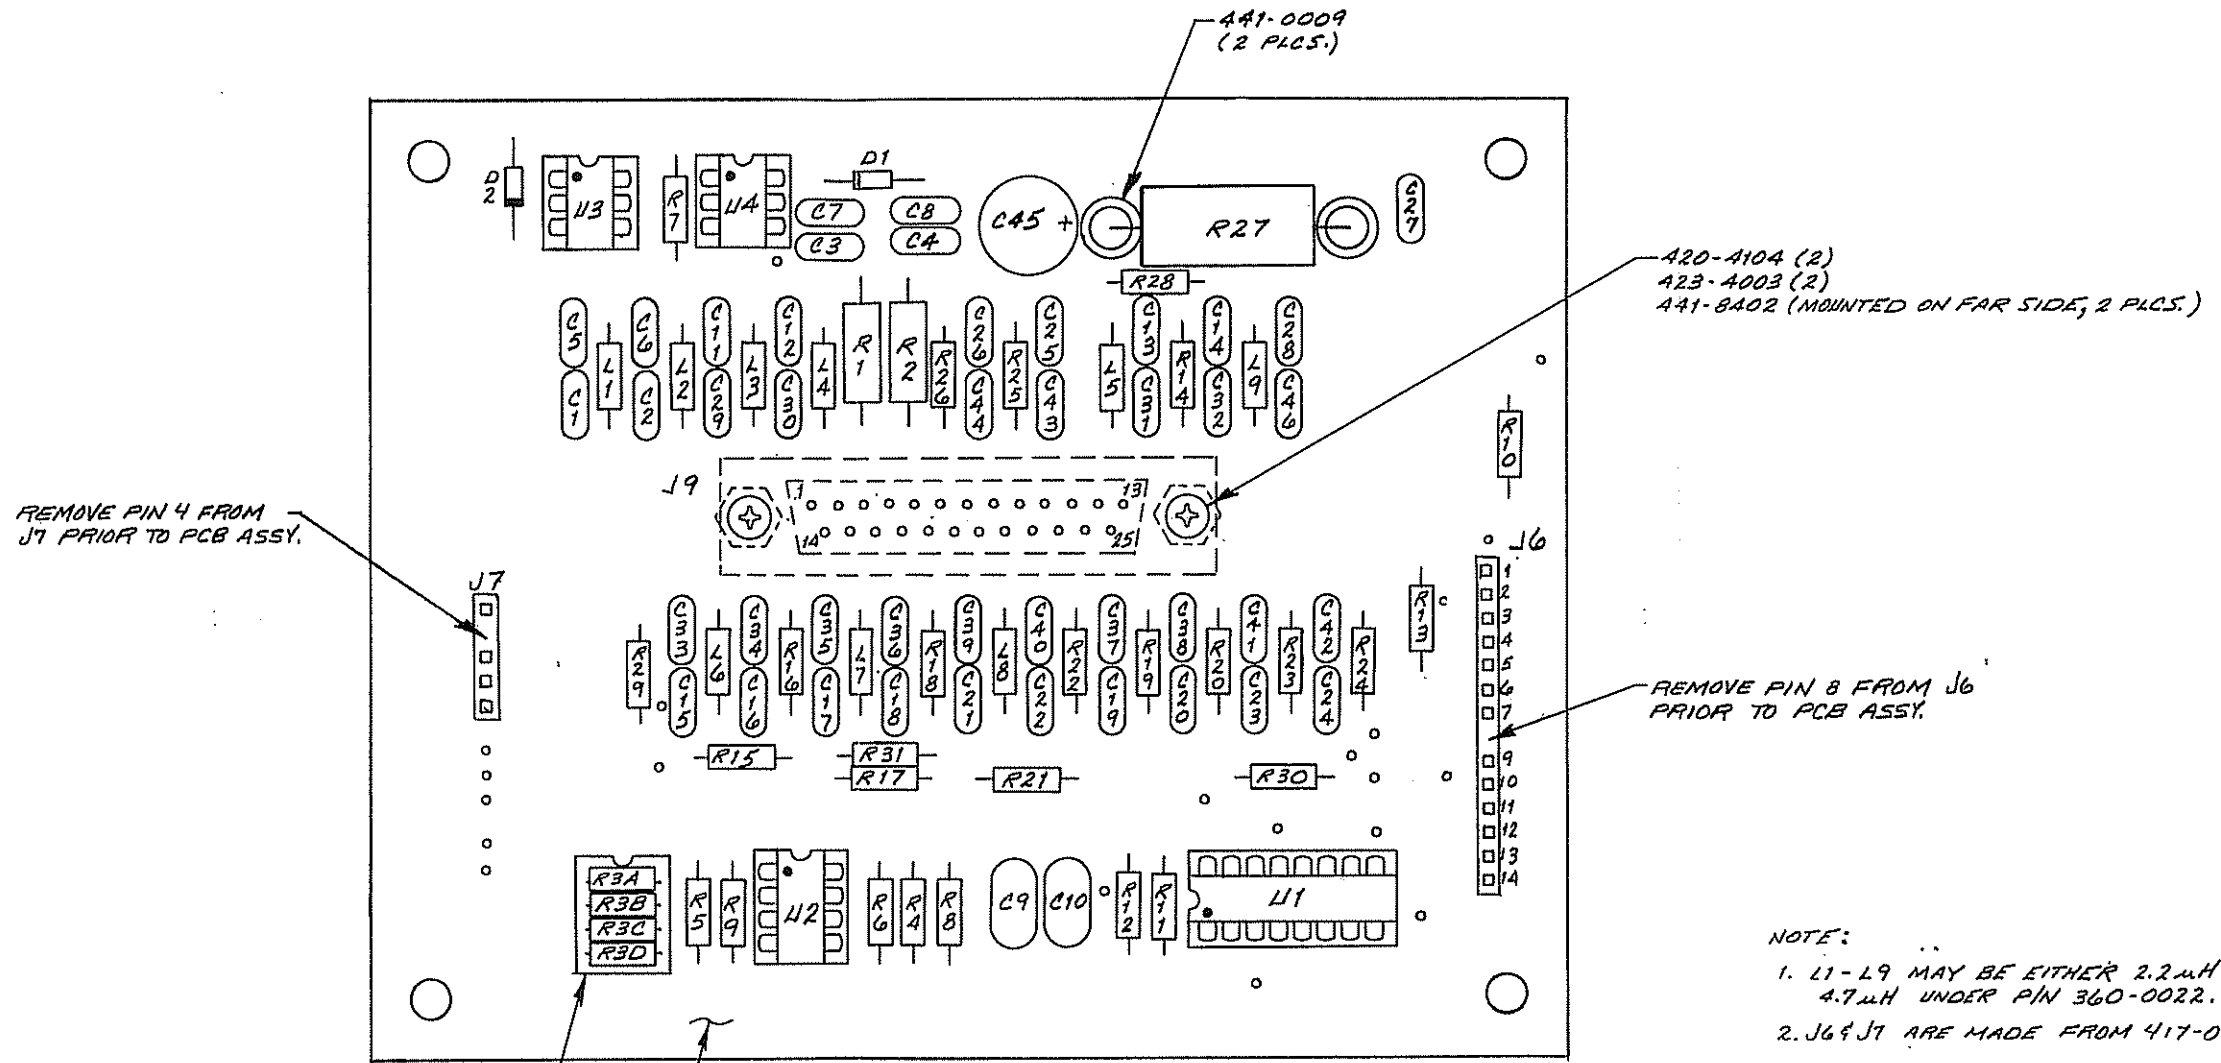 441-0009
(2 PLCS.)
D1
D2
U3
R7
U4
C7
C3
C8
C4
C45 +
R27
C27
R28
420-4104 (2)
423-4003 (2)
441-8402 (MOUNTED ON FAR SIDE, 2 PLCS.)
C5
C1
L1
C6
C2
L2
C11
C29
L3
C12
C30
L4
R1
R2
R26
C26
C44
R25
C25
C43
L5
C13
C31
R14
C14
C32
L9
C28
C46
R10
J9
1
13
14
25
REMOVE PIN 4 FROM
J7 PRIOR TO PCB ASSY.
J7
J6
1
2
3
4
5
6
7
9
10
11
12
13
14
R13
R29
C33
C15
L6
C34
C16
R16
C35
C17
L7
C36
C18
R18
C39
C21
L8
C40
C22
R22
C37
C19
R19
C38
C20
R20
C41
C23
R23
C42
C24
R24
REMOVE PIN 8 FROM J6
PRIOR TO PCB ASSY.
R15
R31
R17
R21
R30
R3A
R3B
R3C
R3D
R5
R9
U2
R6
R4
R8
C9
C10
R12
R11
U1
NOTE:
1. L1-L9 MAY BE EITHER 2.2µH
4.7µH UNDER P/N 360-0022.
2. J6 & J7 ARE MADE FROM 417-0